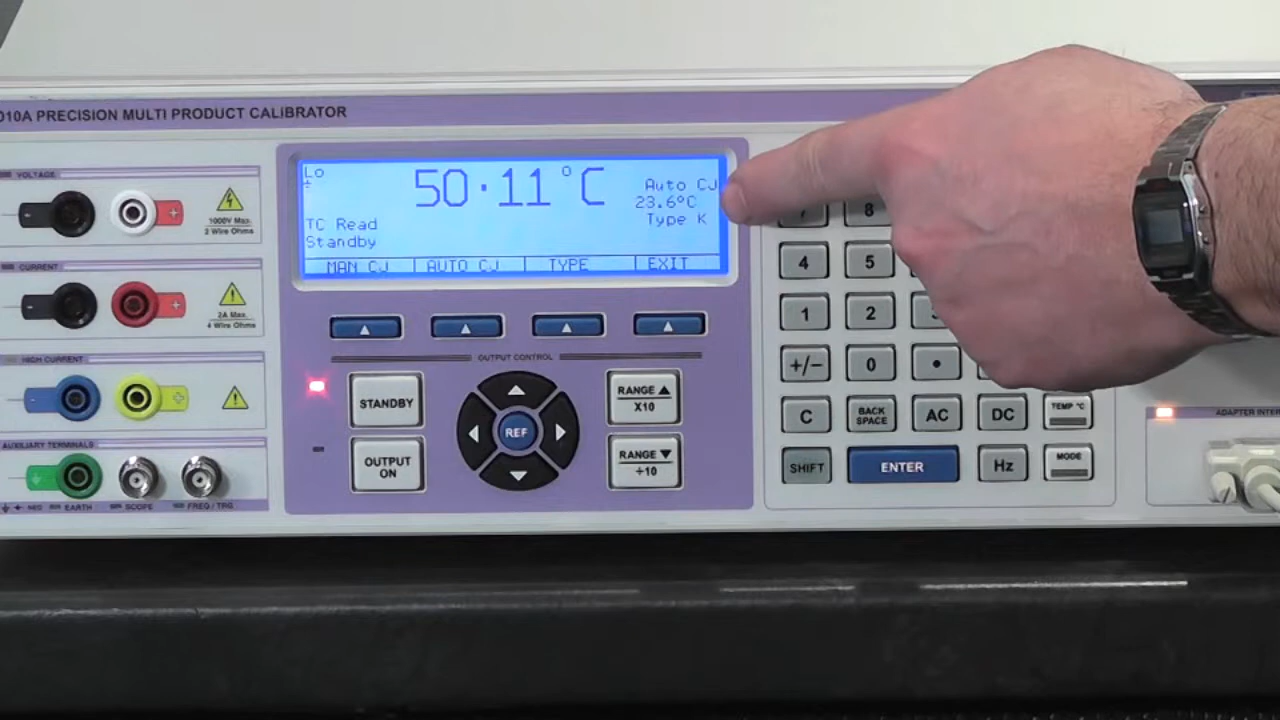 010A PRECISION MULTI PRODUCT CALIBRATOR
VOLTAGE
1000V Max.
2 Wire Ohms
CURRENT
2A Max.
4 Wire Ohms
HIGH CURRENT
AUXILIARY TERMINALS
EARTH
SCOPE
FREQ / TRG
Lo
50.11°C
Auto CJ
23.6°C
Type K
TC Read
Standby
MAN CJ
AUTO CJ
TYPE
EXIT
OUTPUT CONTROL
STANDBY
OUTPUT
ON
REF
RANGE ▲
X10
RANGE ▼
÷10
7 8
4 5
1 2
+/− 0 •
C BACK SPACE AC DC TEMP °C
SHIFT ENTER Hz MODE
ADAPTER INTER